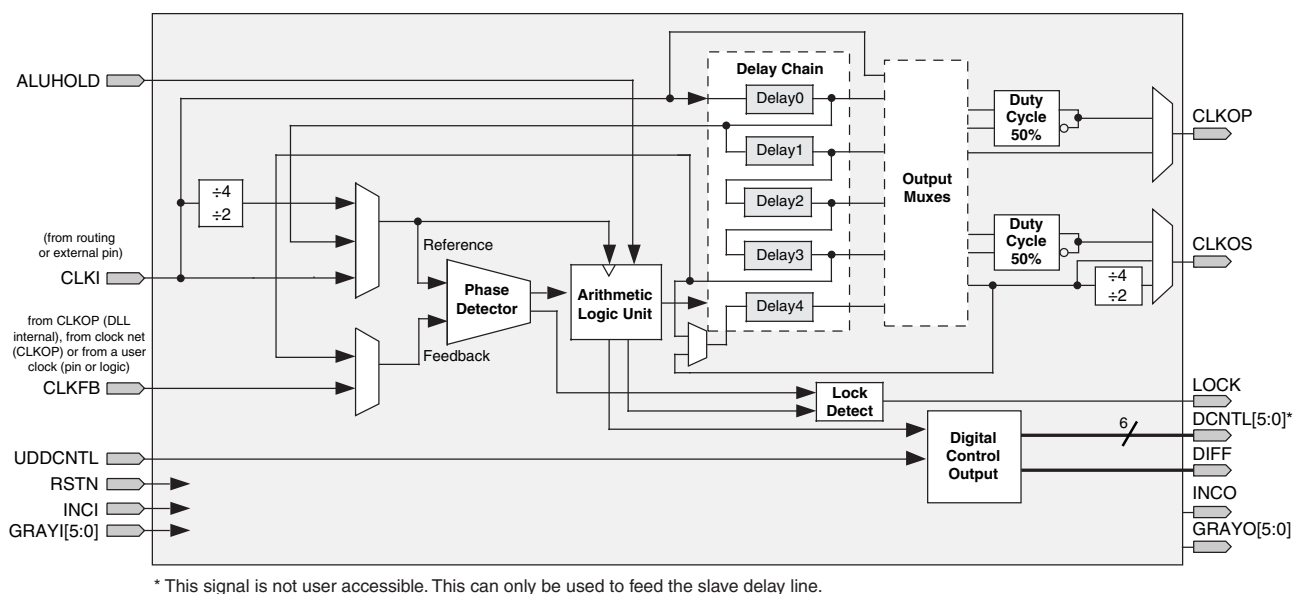 ALUHOLD
(from routing
or external pin)
CLKI
from CLKOP (DLL
internal), from clock net
(CLKOP) or from a user
clock (pin or logic)
CLKFB
UDDCNTL
RSTN
INCI
GRAYI[5:0]
÷4
÷2
Reference
Phase
Detector
Feedback
Arithmetic
Logic Unit
Delay Chain
Delay0
Delay1
Delay2
Delay3
Delay4
Output
Muxes
Duty
Cycle
50%
Duty
Cycle
50%
÷4
÷2
Lock
Detect
Digital
Control
Output
6
CLKOP
CLKOS
LOCK
DCNTL[5:0]*
DIFF
INCO
GRAYO[5:0]
* This signal is not user accessible. This can only be used to feed the slave delay line.